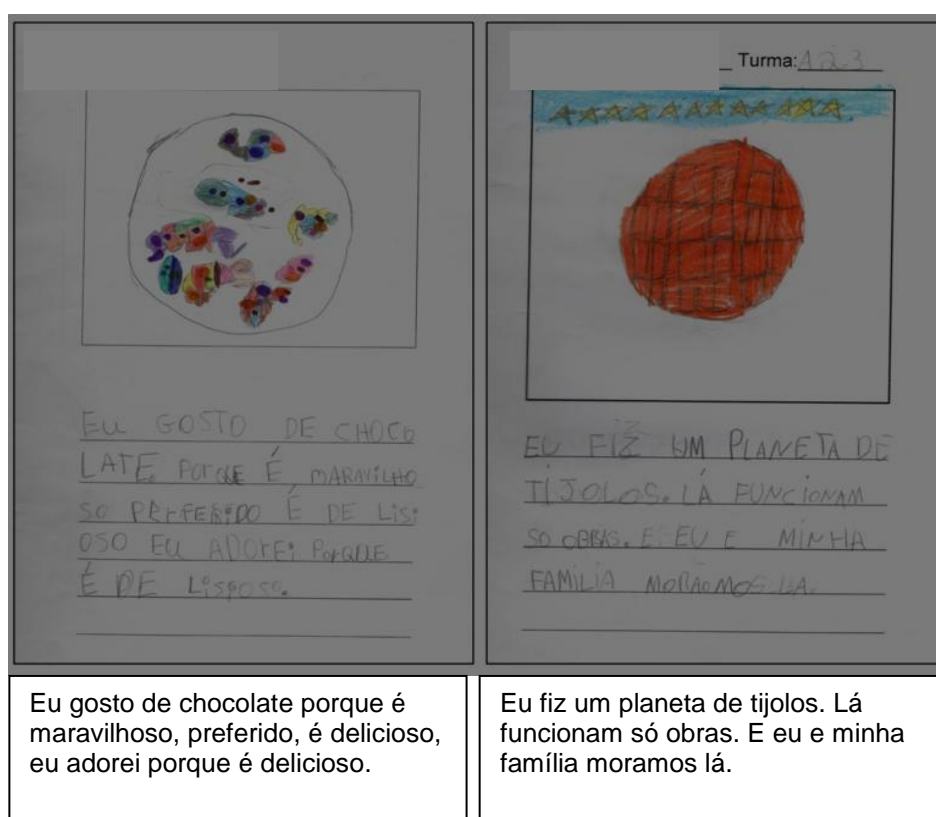 EU GOSTO DE CHOCO
LATE. PORQUE É MARAVILHO
SO PREFERIDO É DE LISI
OSO EU ADOREI PORQUE
É DE LISIOSO.
Turma: A23
EU FIZ UM PLANETA DE
TIJOLOS. LÁ FUNCIONAM
SO OBRAS. E EU E MINHA
FAMILIA MORAOMOS LA.
Eu gosto de chocolate porque é
maravilhoso, preferido, é delicioso,
eu adorei porque é delicioso.
Eu fiz um planeta de tijolos. Lá
funcionam só obras. E eu e minha
família moramos lá.